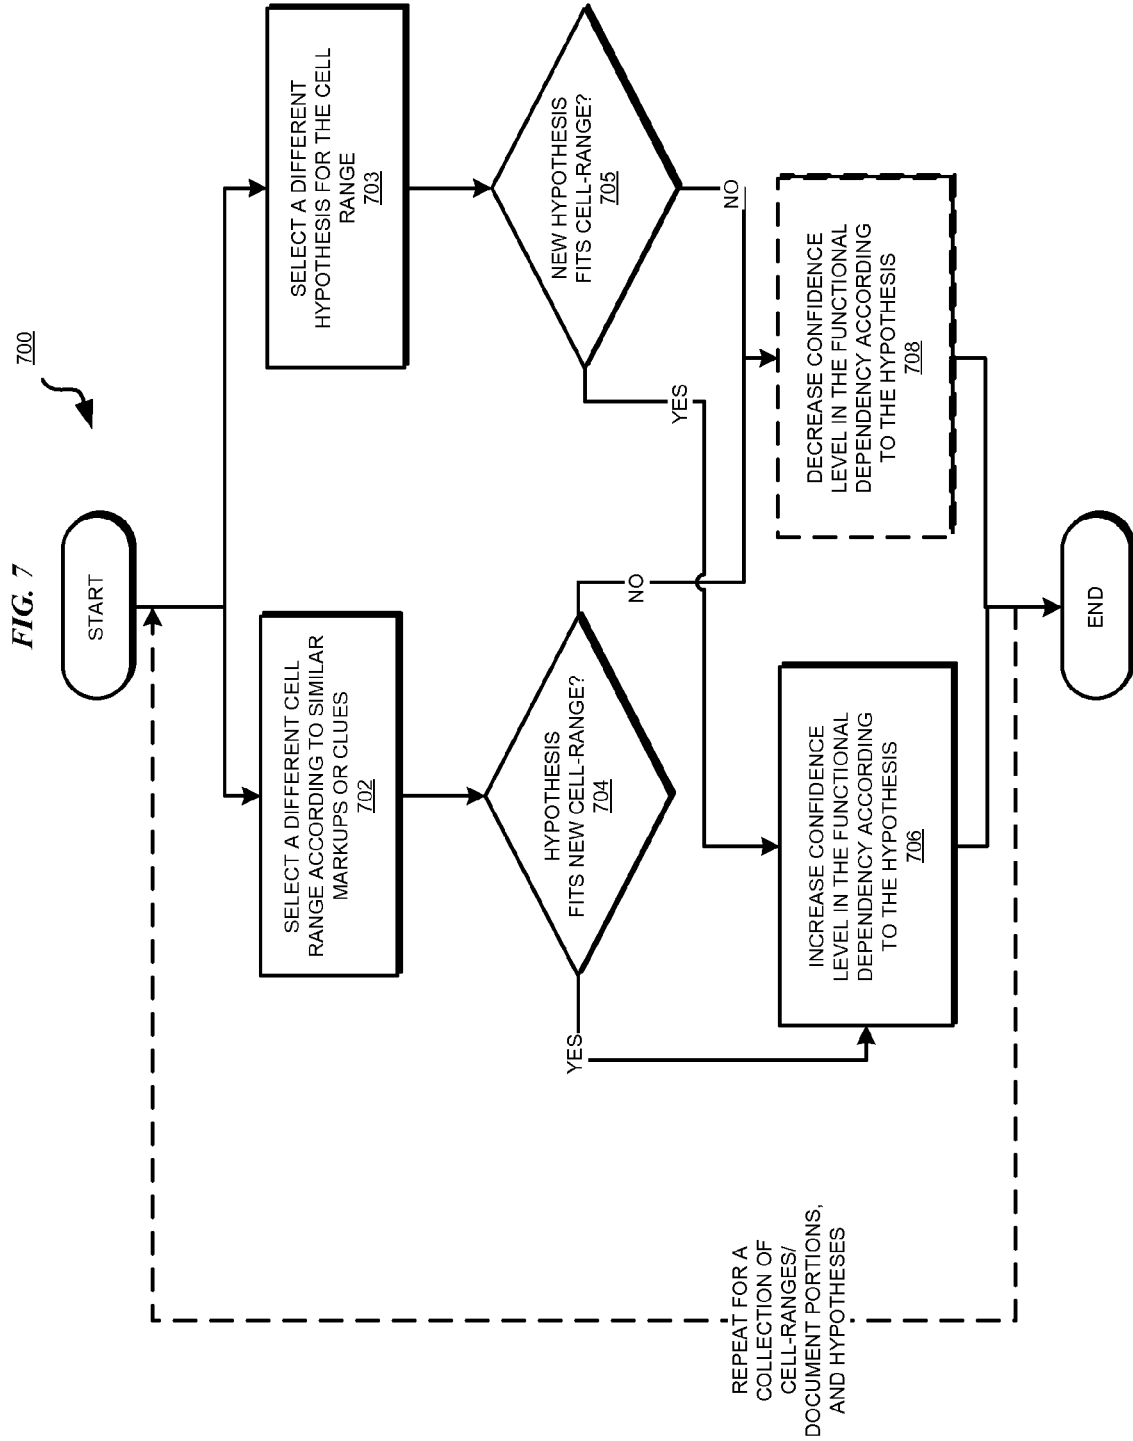 FIG. 7
700
START
SELECT A DIFFERENT CELL
RANGE ACCORDING TO SIMILAR
MARKUPS OR CLUES
702
SELECT A DIFFERENT
HYPOTHESIS FOR THE CELL
RANGE
703
HYPOTHESIS
FITS NEW CELL-RANGE?
704
NEW HYPOTHESIS
FITS CELL-RANGE?
705
YES
NO
YES
NO
INCREASE CONFIDENCE
LEVEL IN THE FUNCTIONAL
DEPENDENCY ACCORDING
TO THE HYPOTHESIS
706
DECREASE CONFIDENCE
LEVEL IN THE FUNCTIONAL
DEPENDENCY ACCORDING
TO THE HYPOTHESIS
708
REPEAT FOR A
COLLECTION OF
CELL-RANGES/
DOCUMENT PORTIONS,
AND HYPOTHESES
END